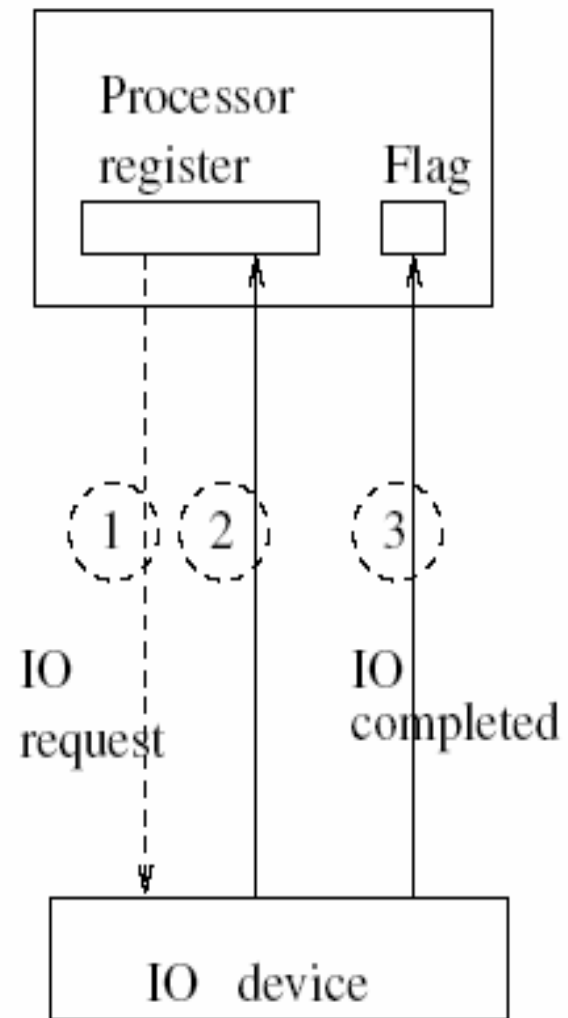 Processor
register
Flag
1
2
3
IO
request
IO
completed
IO device